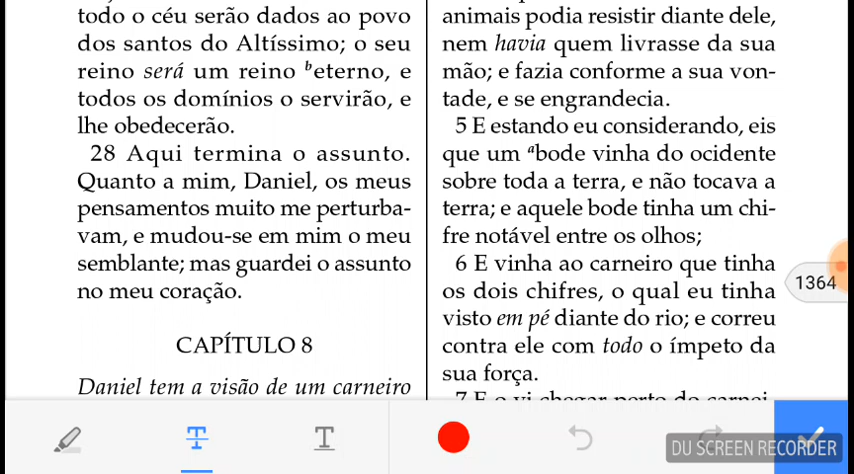 todo o céu serão dados ao povo
dos santos do Altíssimo; o seu
reino será um reino ᵇeterno, e
todos os domínios o servirão, e
lhe obedecerão.
28 Aqui termina o assunto.
Quanto a mim, Daniel, os meus
pensamentos muito me perturba-
vam, e mudou-se em mim o meu
semblante; mas guardei o assunto
no meu coração.
CAPÍTULO 8
Daniel tem a visão de um carneiro
animais podia resistir diante dele,
nem havia quem livrasse da sua
mão; e fazia conforme a sua von-
tade, e se engrandecia.
5 E estando eu considerando, eis
que um ᵃbode vinha do ocidente
sobre toda a terra, e não tocava a
terra; e aquele bode tinha um chi-
fre notável entre os olhos;
6 E vinha ao carneiro que tinha
os dois chifres, o qual eu tinha
visto em pé diante do rio; e correu
contra ele com todo o ímpeto da
sua força.
7 E o vi chegar perto do carnei-
1364
T
T
DU SCREEN RECORDER